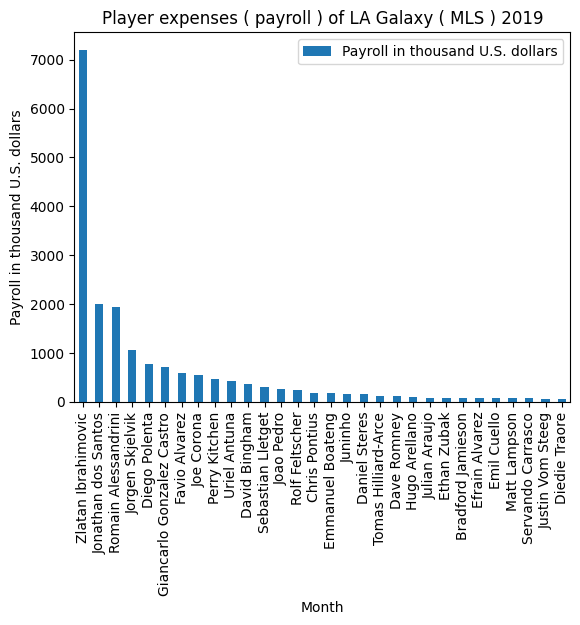 Player expenses ( payroll ) of LA Galaxy ( MLS ) 2019
Payroll in thousand U.S. dollars
Payroll in thousand U.S. dollars
7000
6000
5000
4000
3000
2000
1000
0
Zlatan Ibrahimovic
Jonathan dos Santos
Romain Alessandrini
Jorgen Skjelvik
Diego Polenta
Giancarlo Gonzalez Castro
Favio Alvarez
Joe Corona
Perry Kitchen
Uriel Antuna
David Bingham
Sebastian Lletget
Joao Pedro
Rolf Feltscher
Chris Pontius
Emmanuel Boateng
Juninho
Daniel Steres
Tomas Hilliard-Arce
Dave Romney
Hugo Arellano
Julian Araujo
Ethan Zubak
Bradford Jamieson
Efrain Alvarez
Emil Cuello
Matt Lampson
Servando Carrasco
Justin Vom Steeg
Diedie Traore
Month